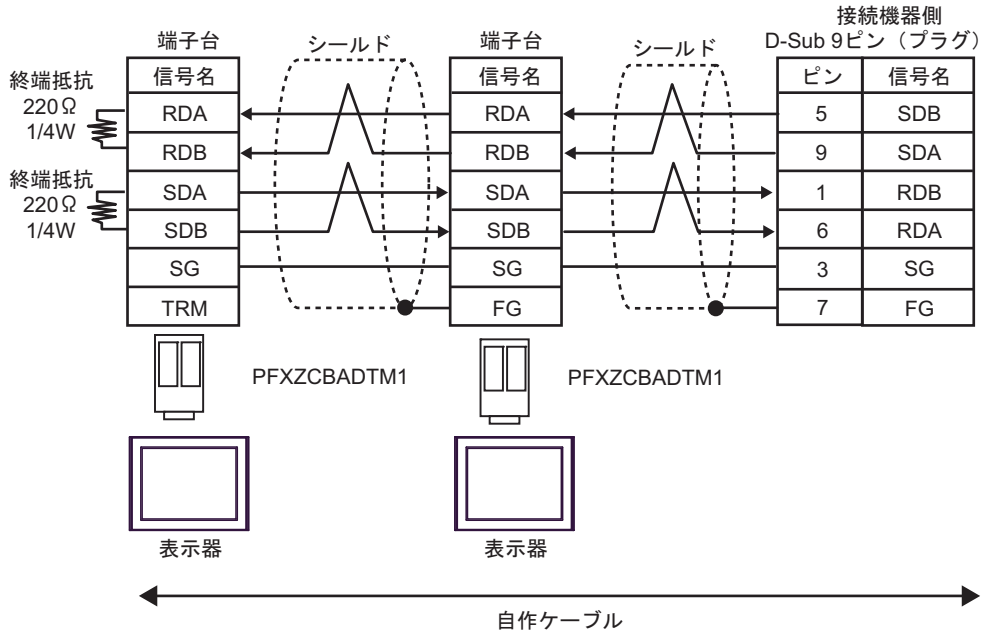 接続機器側
端子台
シールド
端子台
シールド
D-Sub 9ピン（プラグ）
終端抵抗
220Ω
1/4W
終端抵抗
220Ω
1/4W
信号名
RDA
RDB
SDA
SDB
SG
TRM
信号名
RDA
RDB
SDA
SDB
SG
FG
ピン 信号名
5 SDB
9 SDA
1 RDB
6 RDA
3 SG
7 FG
PFXZCBADTM1
PFXZCBADTM1
表示器
表示器
自作ケーブル